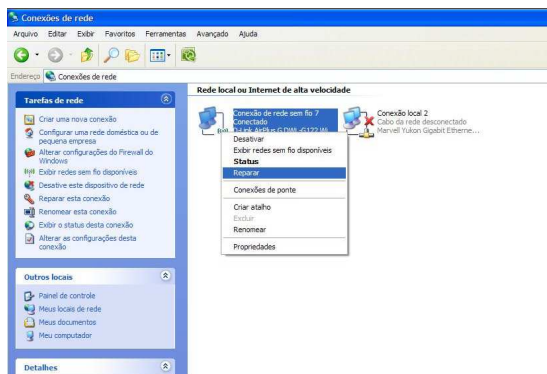 Conexões de rede
Arquivo Editar Exibir Favoritos Ferramentas Avançado Ajuda
Endereço Conexões de rede
Tarefas de rede
Criar uma nova conexão
Configurar uma rede doméstica ou de
pequena empresa
Alterar configurações do Firewall do
Windows
Exibir redes sem fio disponíveis
Desative este dispositivo de rede
Reparar esta conexão
Renomear esta conexão
Exibir o status desta conexão
Alterar as configurações desta
conexão
Outros locais
Painel de controle
Meus locais de rede
Meus documentos
Meu computador
Detalhes
Rede local ou Internet de alta velocidade
Conexão de rede sem fio 7
Conectado
D-Link AirPlus G DWL-G122 Wi...
Conexão local 2
Cabo da rede desconectado
Marvell Yukon Gigabit Etherne...
Desativar
Exibir redes sem fio disponíveis
Status
Reparar
Conexões de ponte
Criar atalho
Excluir
Renomear
Propriedades